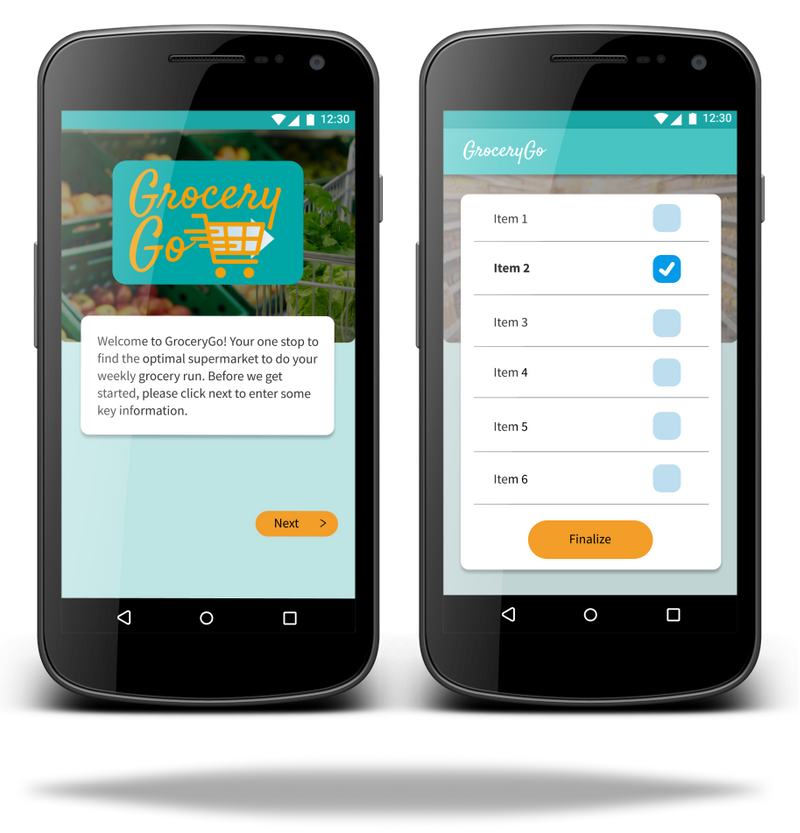 12:30
Grocery
Go
Welcome to GroceryGo! Your one stop to
find the optimal supermarket to do your
weekly grocery run. Before we get
started, please click next to enter some
key information.
Next >
12:30
GroceryGo
Item 1
Item 2
Item 3
Item 4
Item 5
Item 6
Finalize